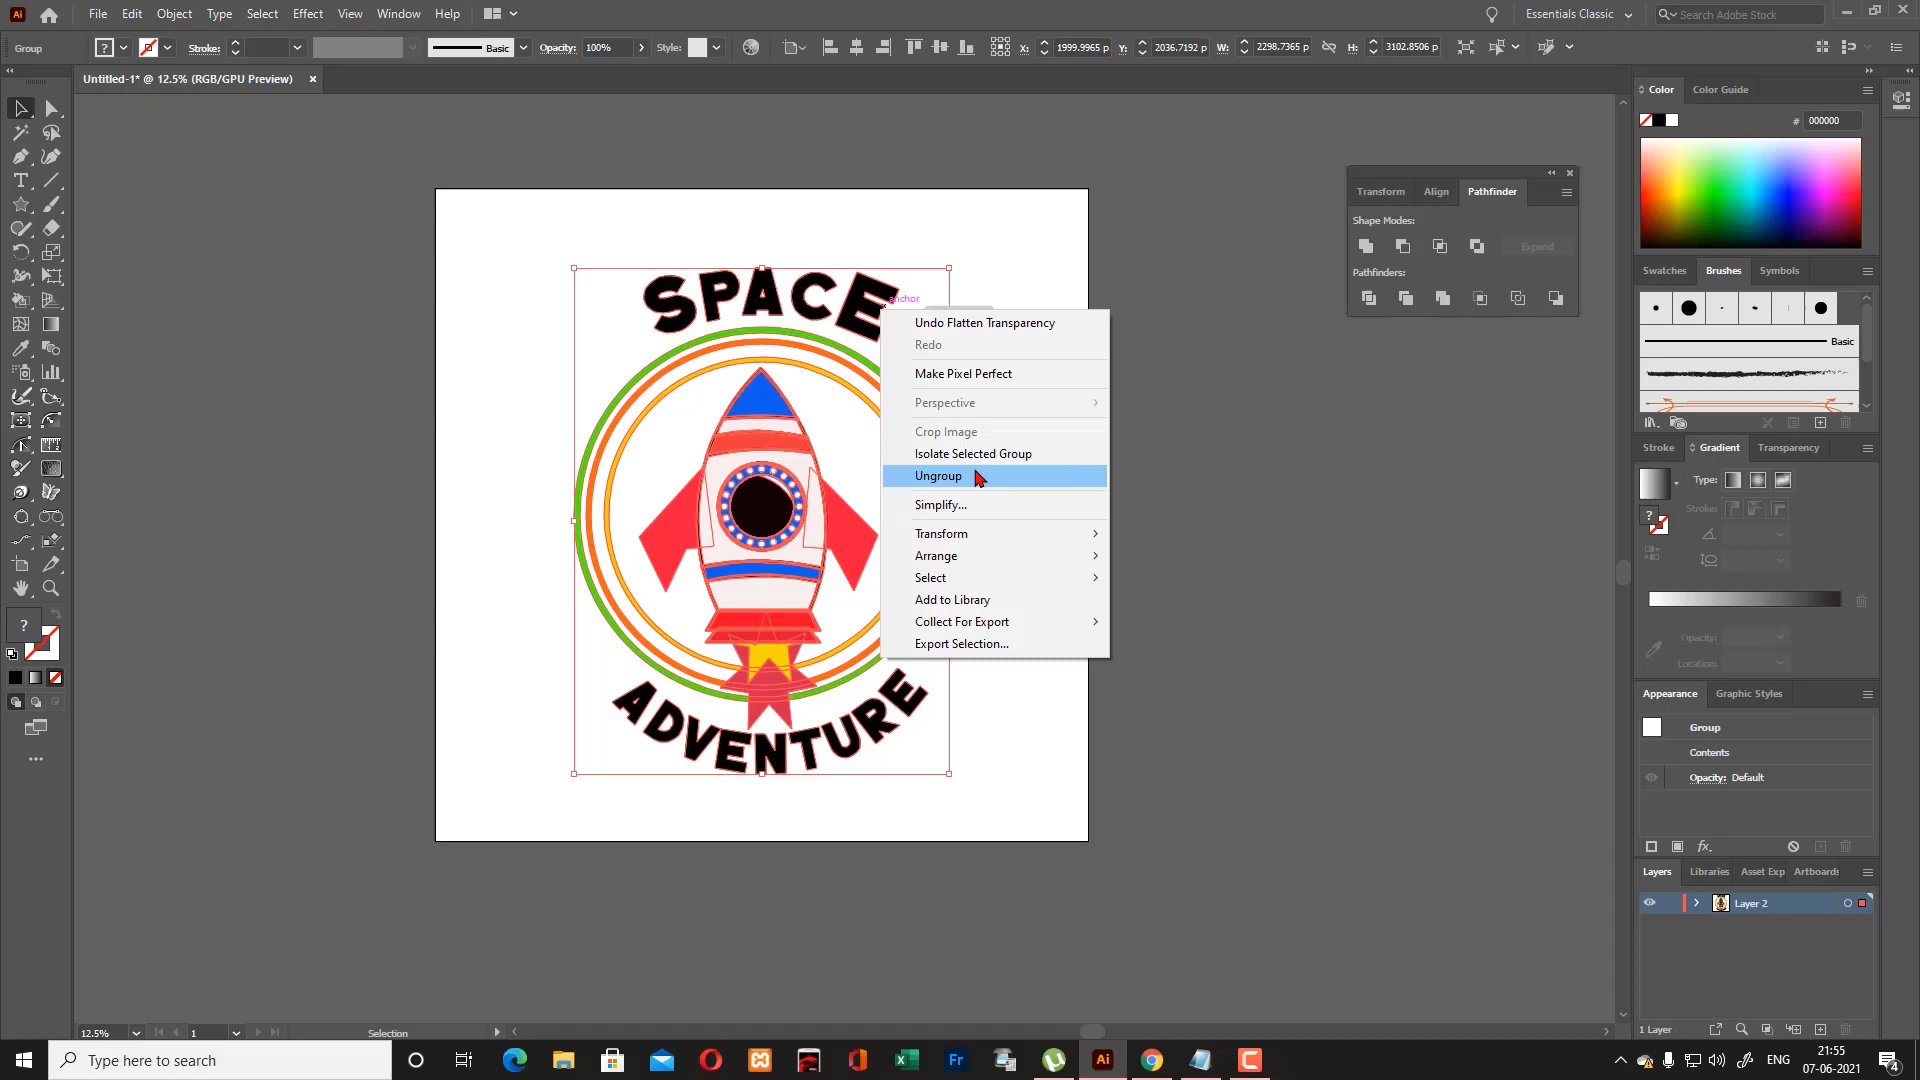 Ai File Edit Object Type Select Effect View Window Help Essentials Classic Search Adobe Stock
Group ? Stroke: Basic Opacity: 100% Style: X: 1999.9965 p Y: 2036.7192 p W: 2298.7365 p H: 3102.8506 p
Untitled-1* @ 12.5% (RGB/GPU Preview) ×
SPACE
ADVENTURE
anchor
Undo Flatten Transparency
Redo
Make Pixel Perfect
Perspective
Crop Image
Isolate Selected Group
Ungroup
Simplify...
Transform
Arrange
Select
Add to Library
Collect For Export
Export Selection...
Transform Align Pathfinder
Shape Modes:
Expand
Pathfinders:
Color Color Guide
# 000000
Swatches Brushes Symbols
Basic
Stroke Gradient Transparency
Type:
Stroke:
?
Opacity:
Location:
Appearance Graphic Styles
Group
Contents
Opacity: Default
fx.
Layers Libraries Asset Exp Artboards
Layer 2
1 Layer
?
12.5% 1 Selection
Type here to search Fr Ai ENG 21:55
07-06-2021 4